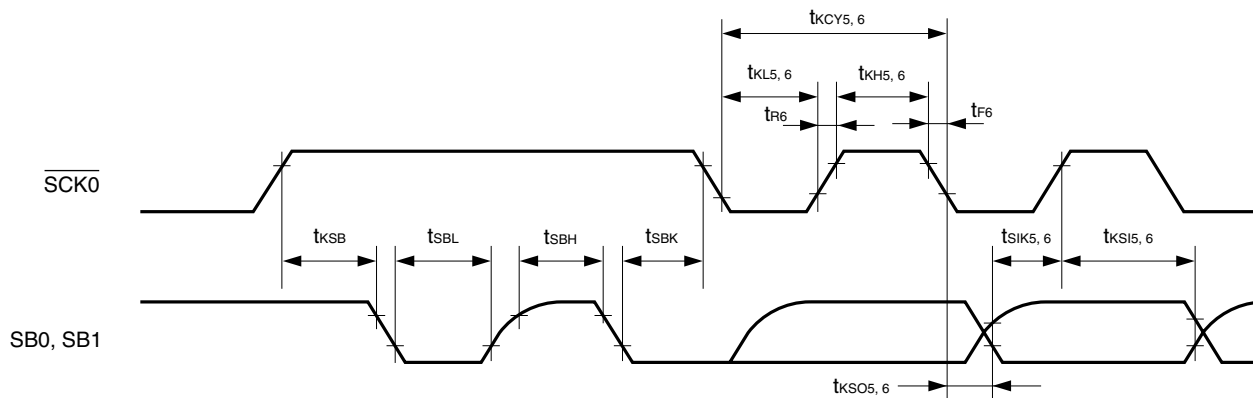 tKCY5, 6
tKL5, 6
tKH5, 6
tR6
tF6
SCK0
tKSB
tSBL
tSBH
tSBK
tSIK5, 6
tKSI5, 6
SB0, SB1
tKSO5, 6